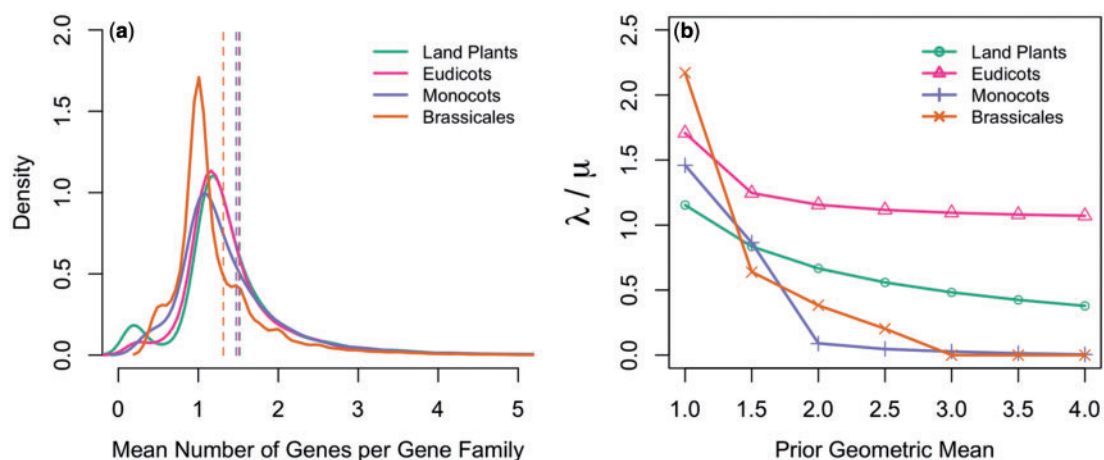 (a)
Density
2.0
1.5
1.0
0.5
0.0
Land Plants
Eudicots
Monocots
Brassicales
0 1 2 3 4 5
Mean Number of Genes per Gene Family
(b)
λ / μ
2.5
2.0
1.5
1.0
0.5
0.0
Land Plants
Eudicots
Monocots
Brassicales
1.0 1.5 2.0 2.5 3.0 3.5 4.0
Prior Geometric Mean